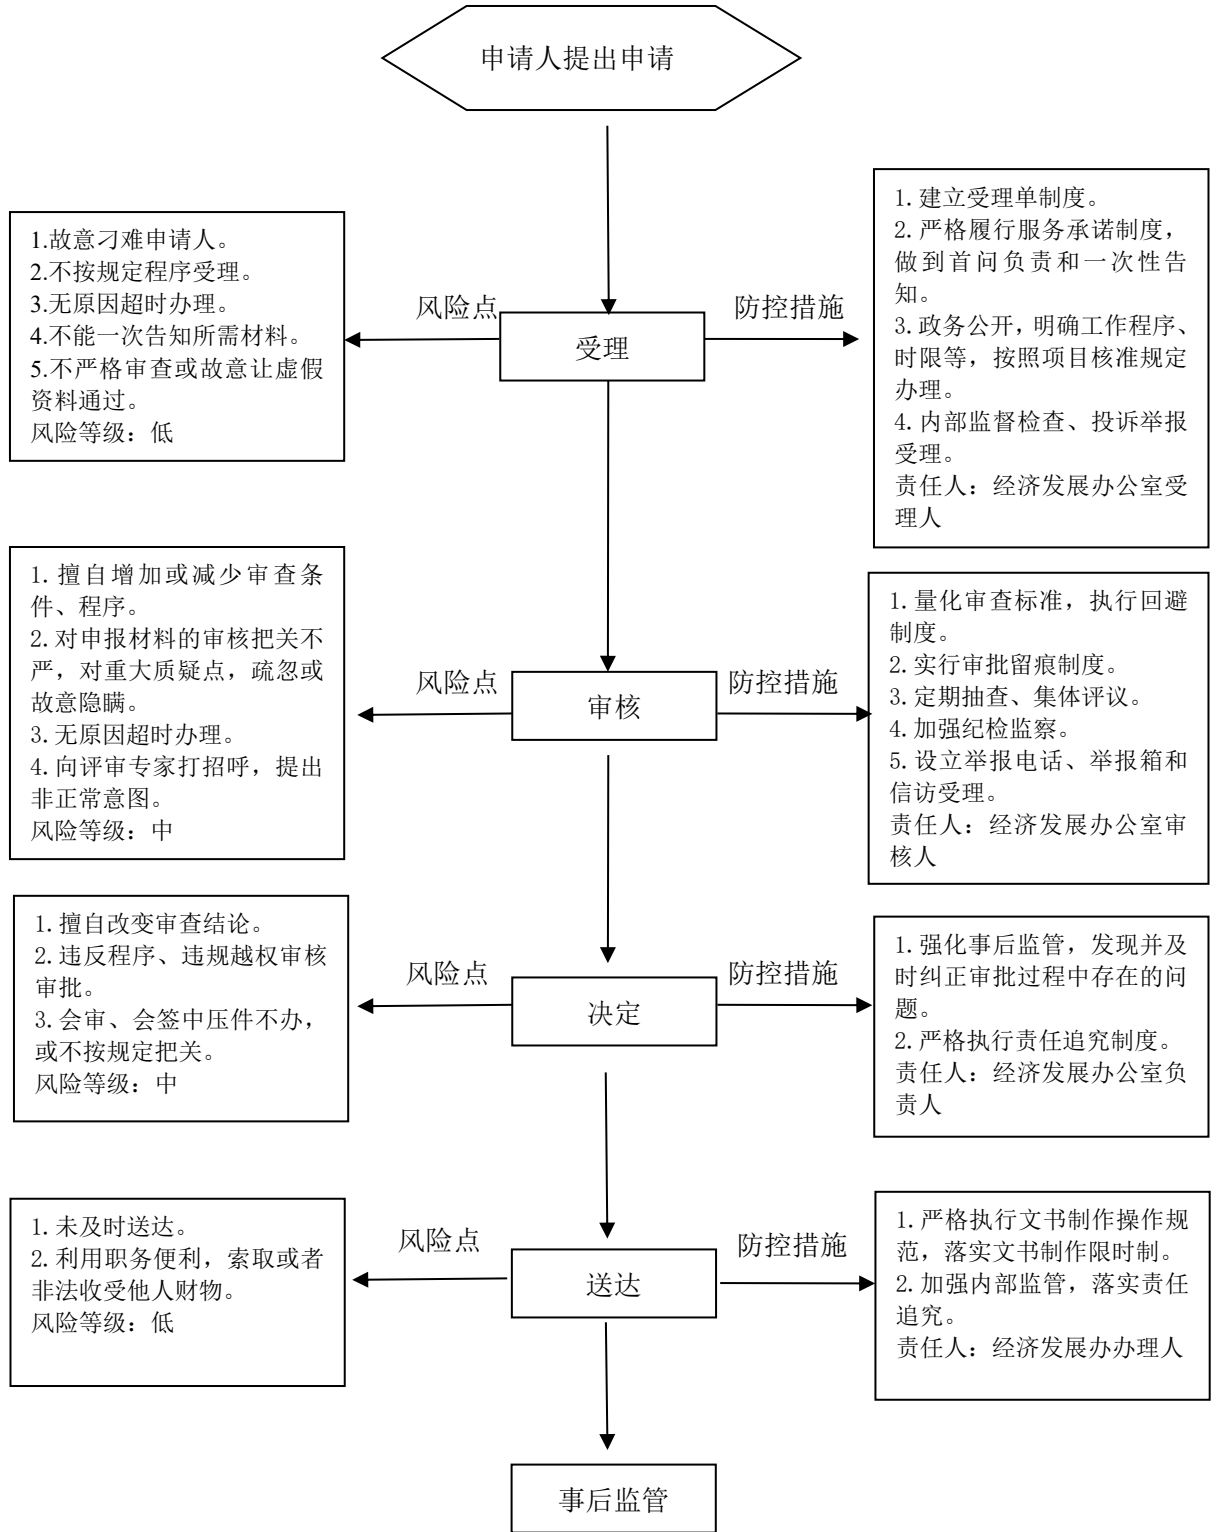 申请人提出申请
1.故意刁难申请人。
2.不按规定程序受理。
3.无原因超时办理。
4.不能一次告知所需材料。
5.不严格审查或故意让虚假
资料通过。
风险等级：低
风险点
受理
防控措施
1.建立受理单制度。
2.严格履行服务承诺制度，
做到首问负责和一次性告
知。
3.政务公开，明确工作程序、
时限等，按照项目核准规定
办理。
4.内部监督检查、投诉举报
受理。
责任人：经济发展办公室受
理人
1.擅自增加或减少审查条
件、程序。
2.对申报材料的审核把关不
严，对重大质疑点，疏忽或
故意隐瞒。
3.无原因超时办理。
4.向评审专家打招呼，提出
非正常意图。
风险等级：中
风险点
审核
防控措施
1.量化审查标准，执行回避
制度。
2.实行审批留痕制度。
3.定期抽查、集体评议。
4.加强纪检监察。
5.设立举报电话、举报箱和
信访受理。
责任人：经济发展办公室审
核人
1.擅自改变审查结论。
2.违反程序、违规越权审核
审批。
3.会审、会签中压件不办，
或不按规定把关。
风险等级：中
风险点
决定
防控措施
1.强化事后监管，发现并及
时纠正审批过程中存在的问
题。
2.严格执行责任追究制度。
责任人：经济发展办公室负
责人
1.未及时送达。
2.利用职务便利，索取或者
非法收受他人财物。
风险等级：低
风险点
送达
防控措施
1.严格执行文书制作操作规
范，落实文书制作限时制。
2.加强内部监管，落实责任
追究。
责任人：经济发展办办理人
事后监管